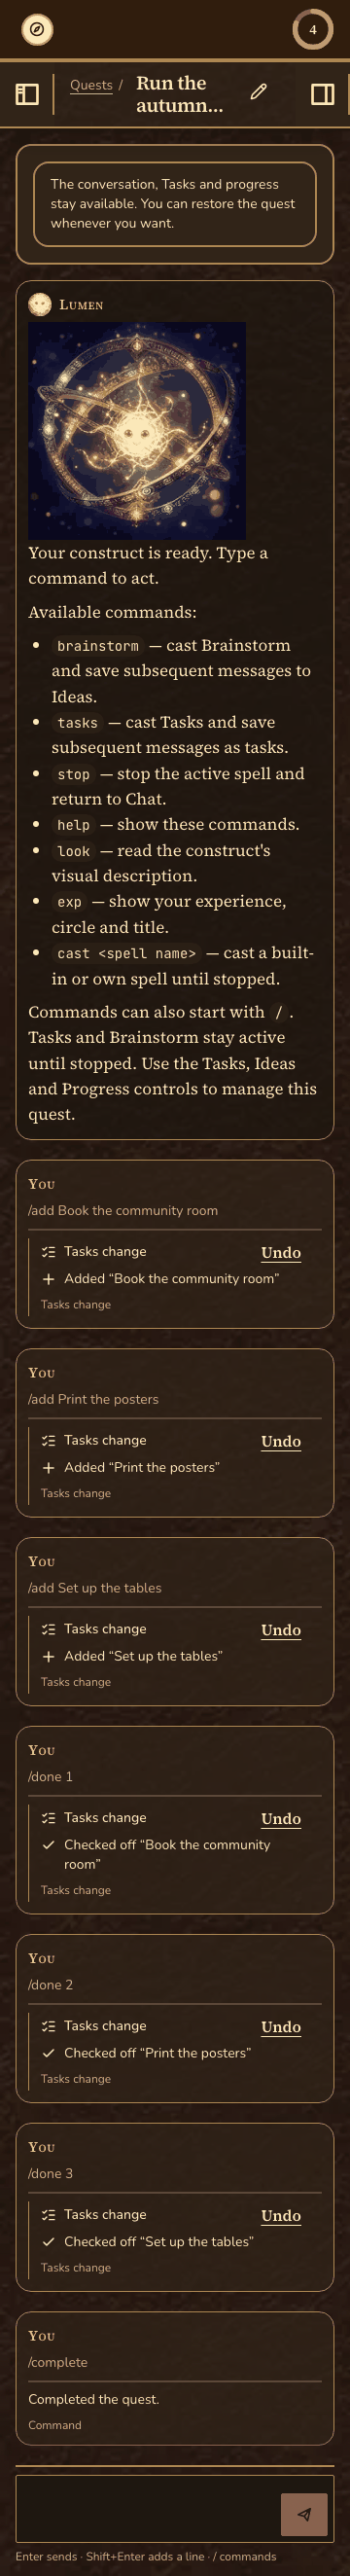 4
Quests /
Run the
autumn...
The conversation, Tasks and progress
stay available. You can restore the quest
whenever you want.
Lumen
Your construct is ready. Type a
command to act.
Available commands:
• brainstorm — cast Brainstorm
and save subsequent messages to
Ideas.
• tasks — cast Tasks and save
subsequent messages as tasks.
• stop — stop the active spell and
return to Chat.
• help — show these commands.
• look — read the construct's
visual description.
• exp — show your experience,
circle and title.
• cast <spell name> — cast a built-
in or own spell until stopped.
Commands can also start with / .
Tasks and Brainstorm stay active
until stopped. Use the Tasks, Ideas
and Progress controls to manage this
quest.
You
/add Book the community room
Tasks change Undo
Added “Book the community room”
Tasks change
You
/add Print the posters
Tasks change Undo
Added “Print the posters”
Tasks change
You
/add Set up the tables
Tasks change Undo
Added “Set up the tables”
Tasks change
You
/done 1
Tasks change Undo
Checked off “Book the community
room”
Tasks change
You
/done 2
Tasks change Undo
Checked off “Print the posters”
Tasks change
You
/done 3
Tasks change Undo
Checked off “Set up the tables”
Tasks change
You
/complete
Completed the quest.
Command
Enter sends · Shift+Enter adds a line · / commands